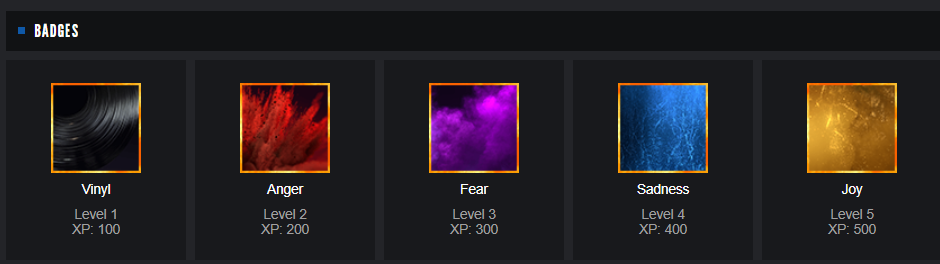 BADGES
Vinyl
Level 1
XP: 100
Anger
Level 2
XP: 200
Fear
Level 3
XP: 300
Sadness
Level 4
XP: 400
Joy
Level 5
XP: 500